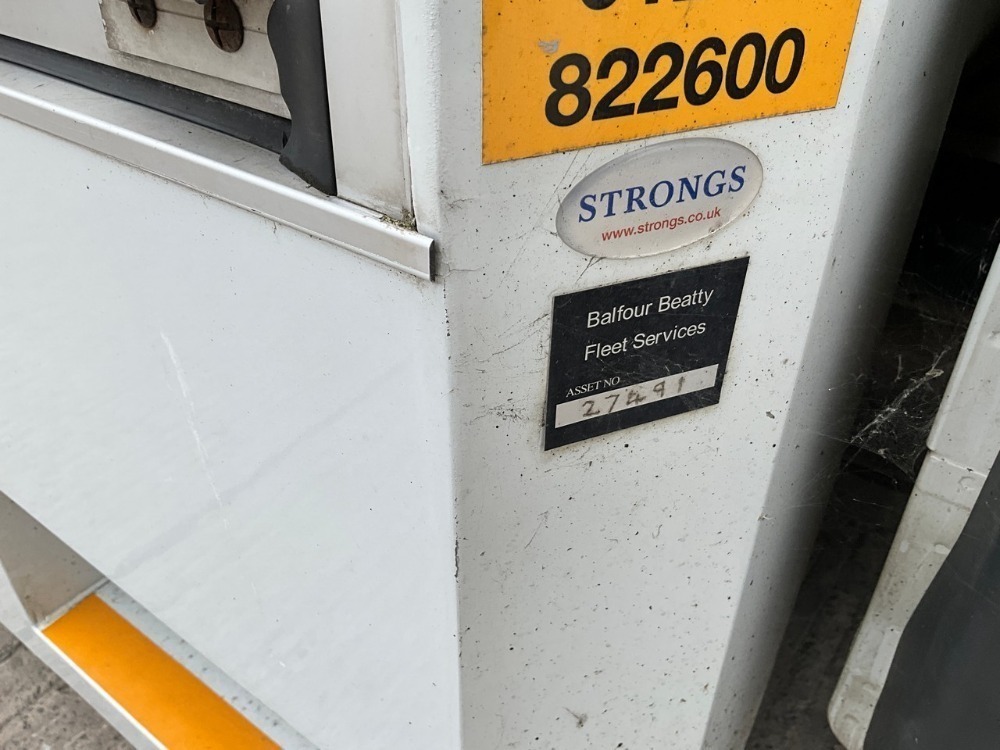 822600
STRONGS
www.strongs.co.uk
Balfour Beatty
Fleet Services
ASSET NO
27491